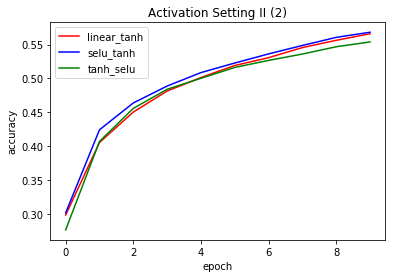 Activation Setting II (2)
linear_tanh
selu_tanh
tanh_selu
accuracy
0.55
0.50
0.45
0.40
0.35
0.30
0 2 4 6 8
epoch